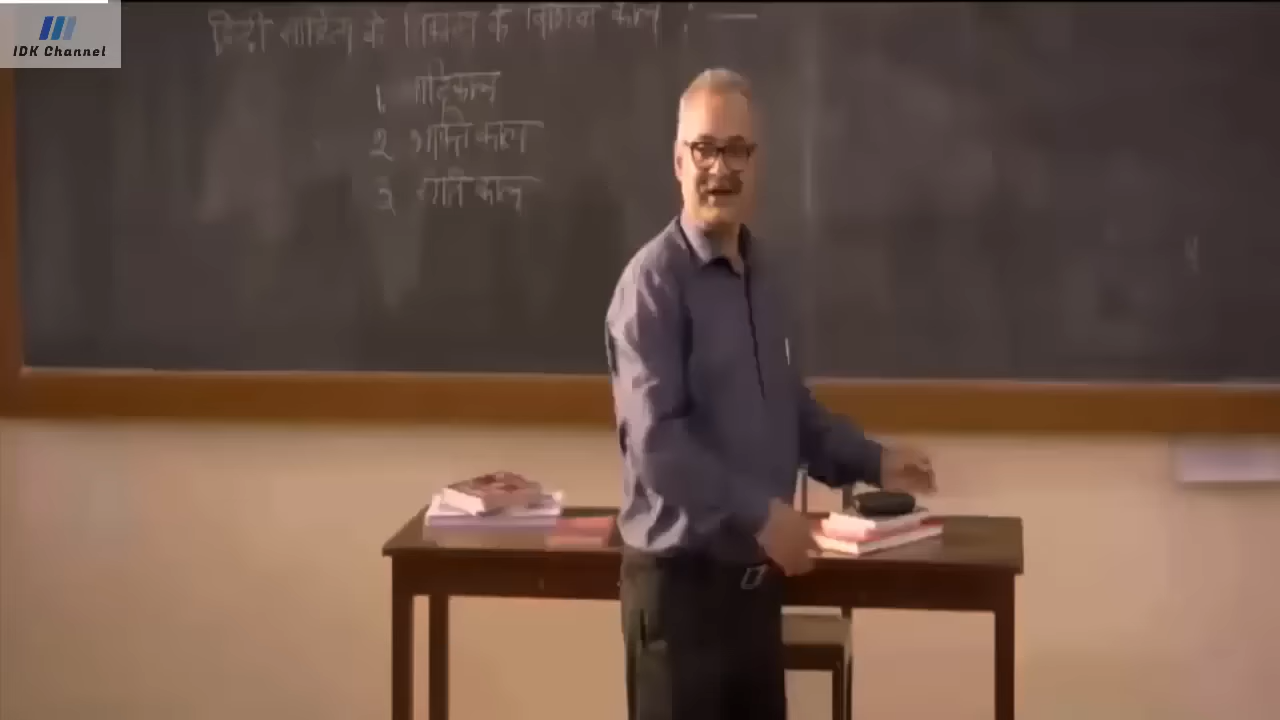 IDK Channel
हिन्दी साहित्य के के विभिन्न काल : —
1. आदिकाल
2 भक्ति काल
3 रीति काल